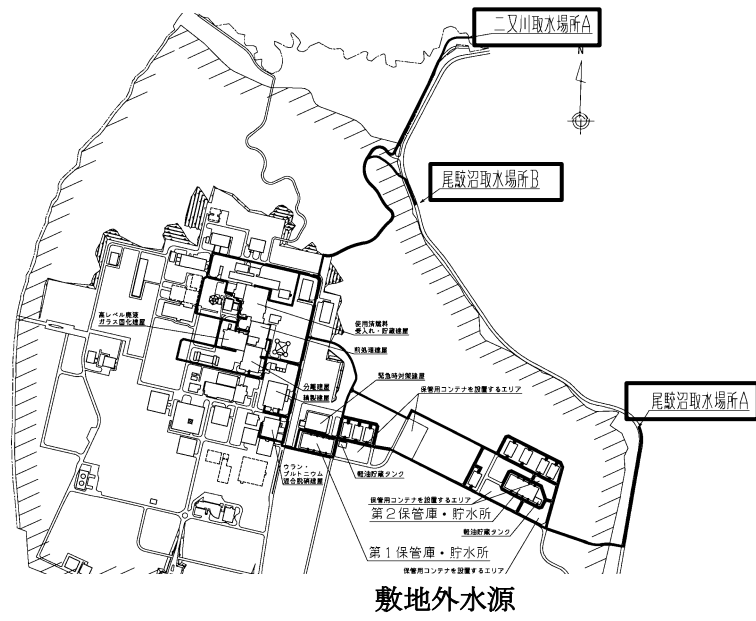 二又川取水場所A
N
尾駮沼取水場所B
高レベル廃液
ガラス固化建屋
使用済燃料
受入れ・貯蔵建屋
前処理建屋
緊急時対策建屋
分離建屋
保管用コンテナを設置するエリア
精製建屋
尾駮沼取水場所A
ウラン・
プルトニウム
混合脱硝建屋
軽油貯蔵タンク
保管用コンテナを設置するエリア
第2保管庫・貯水所
軽油貯蔵タンク
第1保管庫・貯水所
保管用コンテナを設置するエリア
敷地外水源